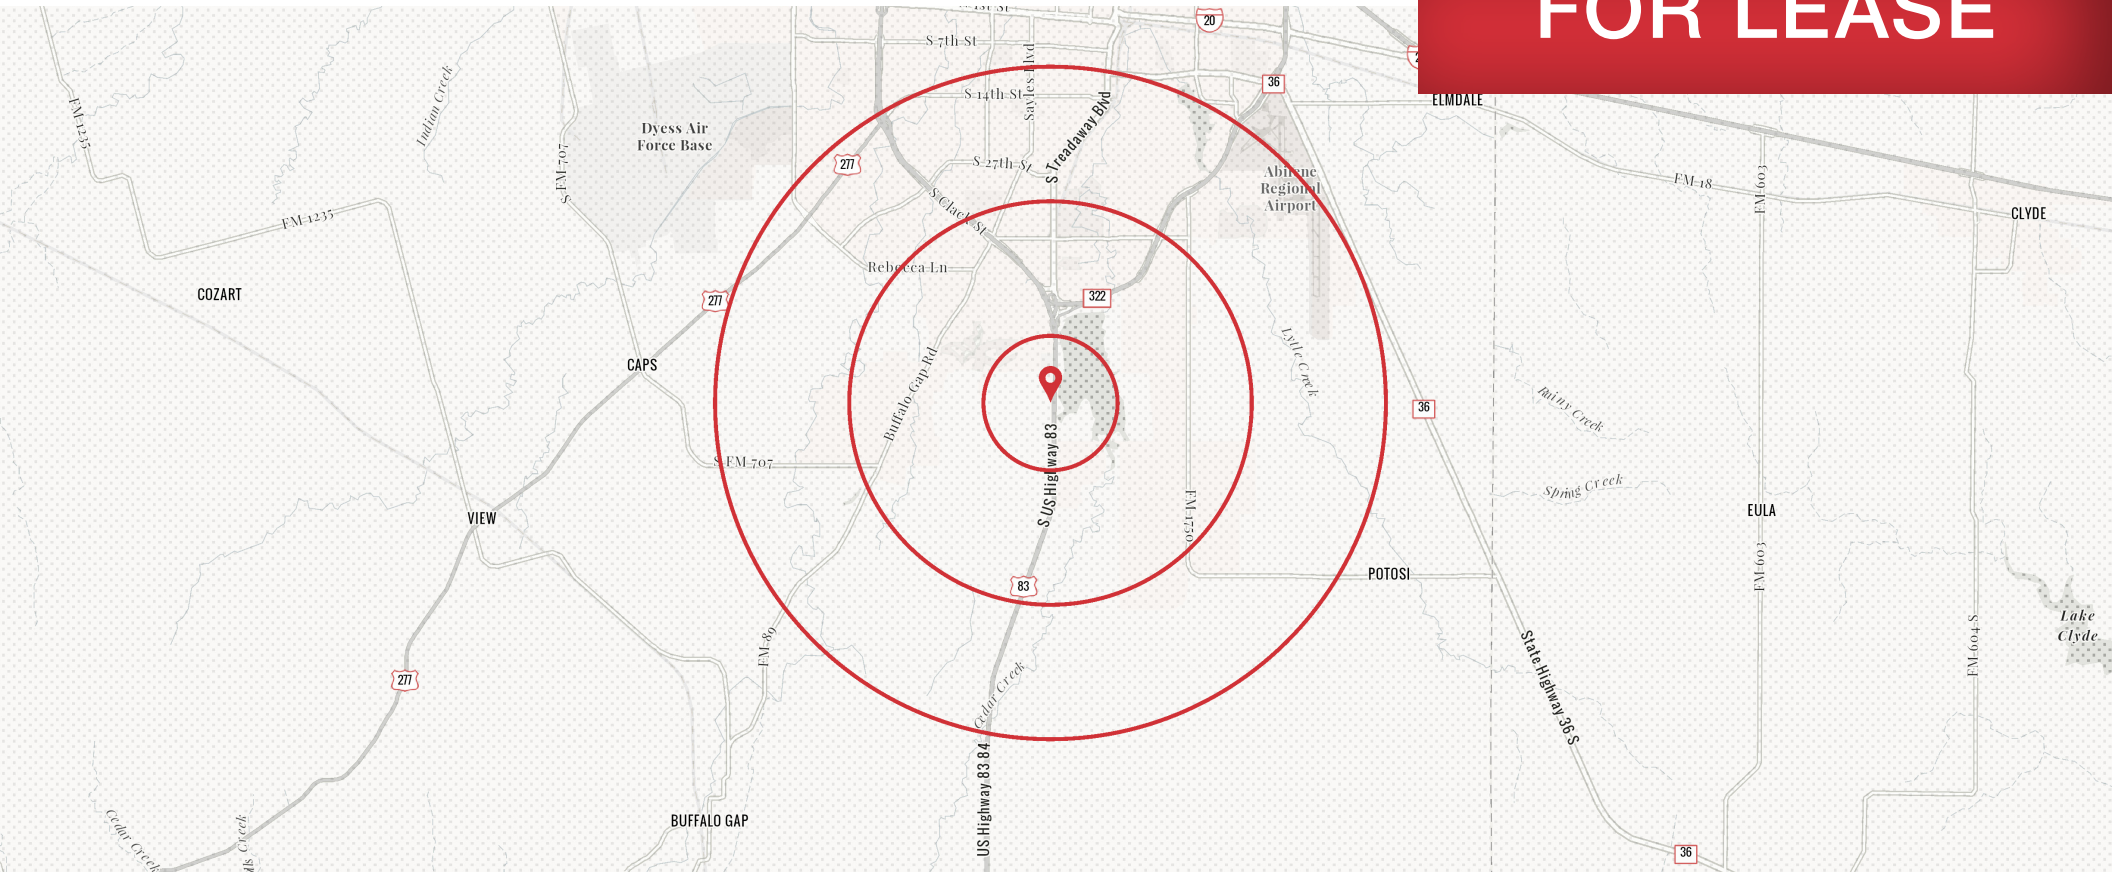 FOR LEASE
20
S 7th St
Sayles Blvd
36
S 14th St
S Treadaway Blvd
ELMDALE
FM 1235
Indian Creek
Dyess Air
Force Base
FM 707 S
277
S 27th St
Abilene
Regional
Airport
FM 18
FM 603
CLYDE
FM 1235
S Clack St
Rebecca Ln
COZART
277
322
CAPS
Buffalo Gap Rd
Lytle Creek
36
Rainy Creek
S FM 707
S US Highway 83
FM 1750
Spring Creek
VIEW
EULA
83
POTOSI
FM 603
Lake
Clyde
FM 89
FM 604 S
277
Cedar Creek
State Highway 36 S
US Highway 83 84
BUFFALO GAP
Cedar Creek
Creek
36